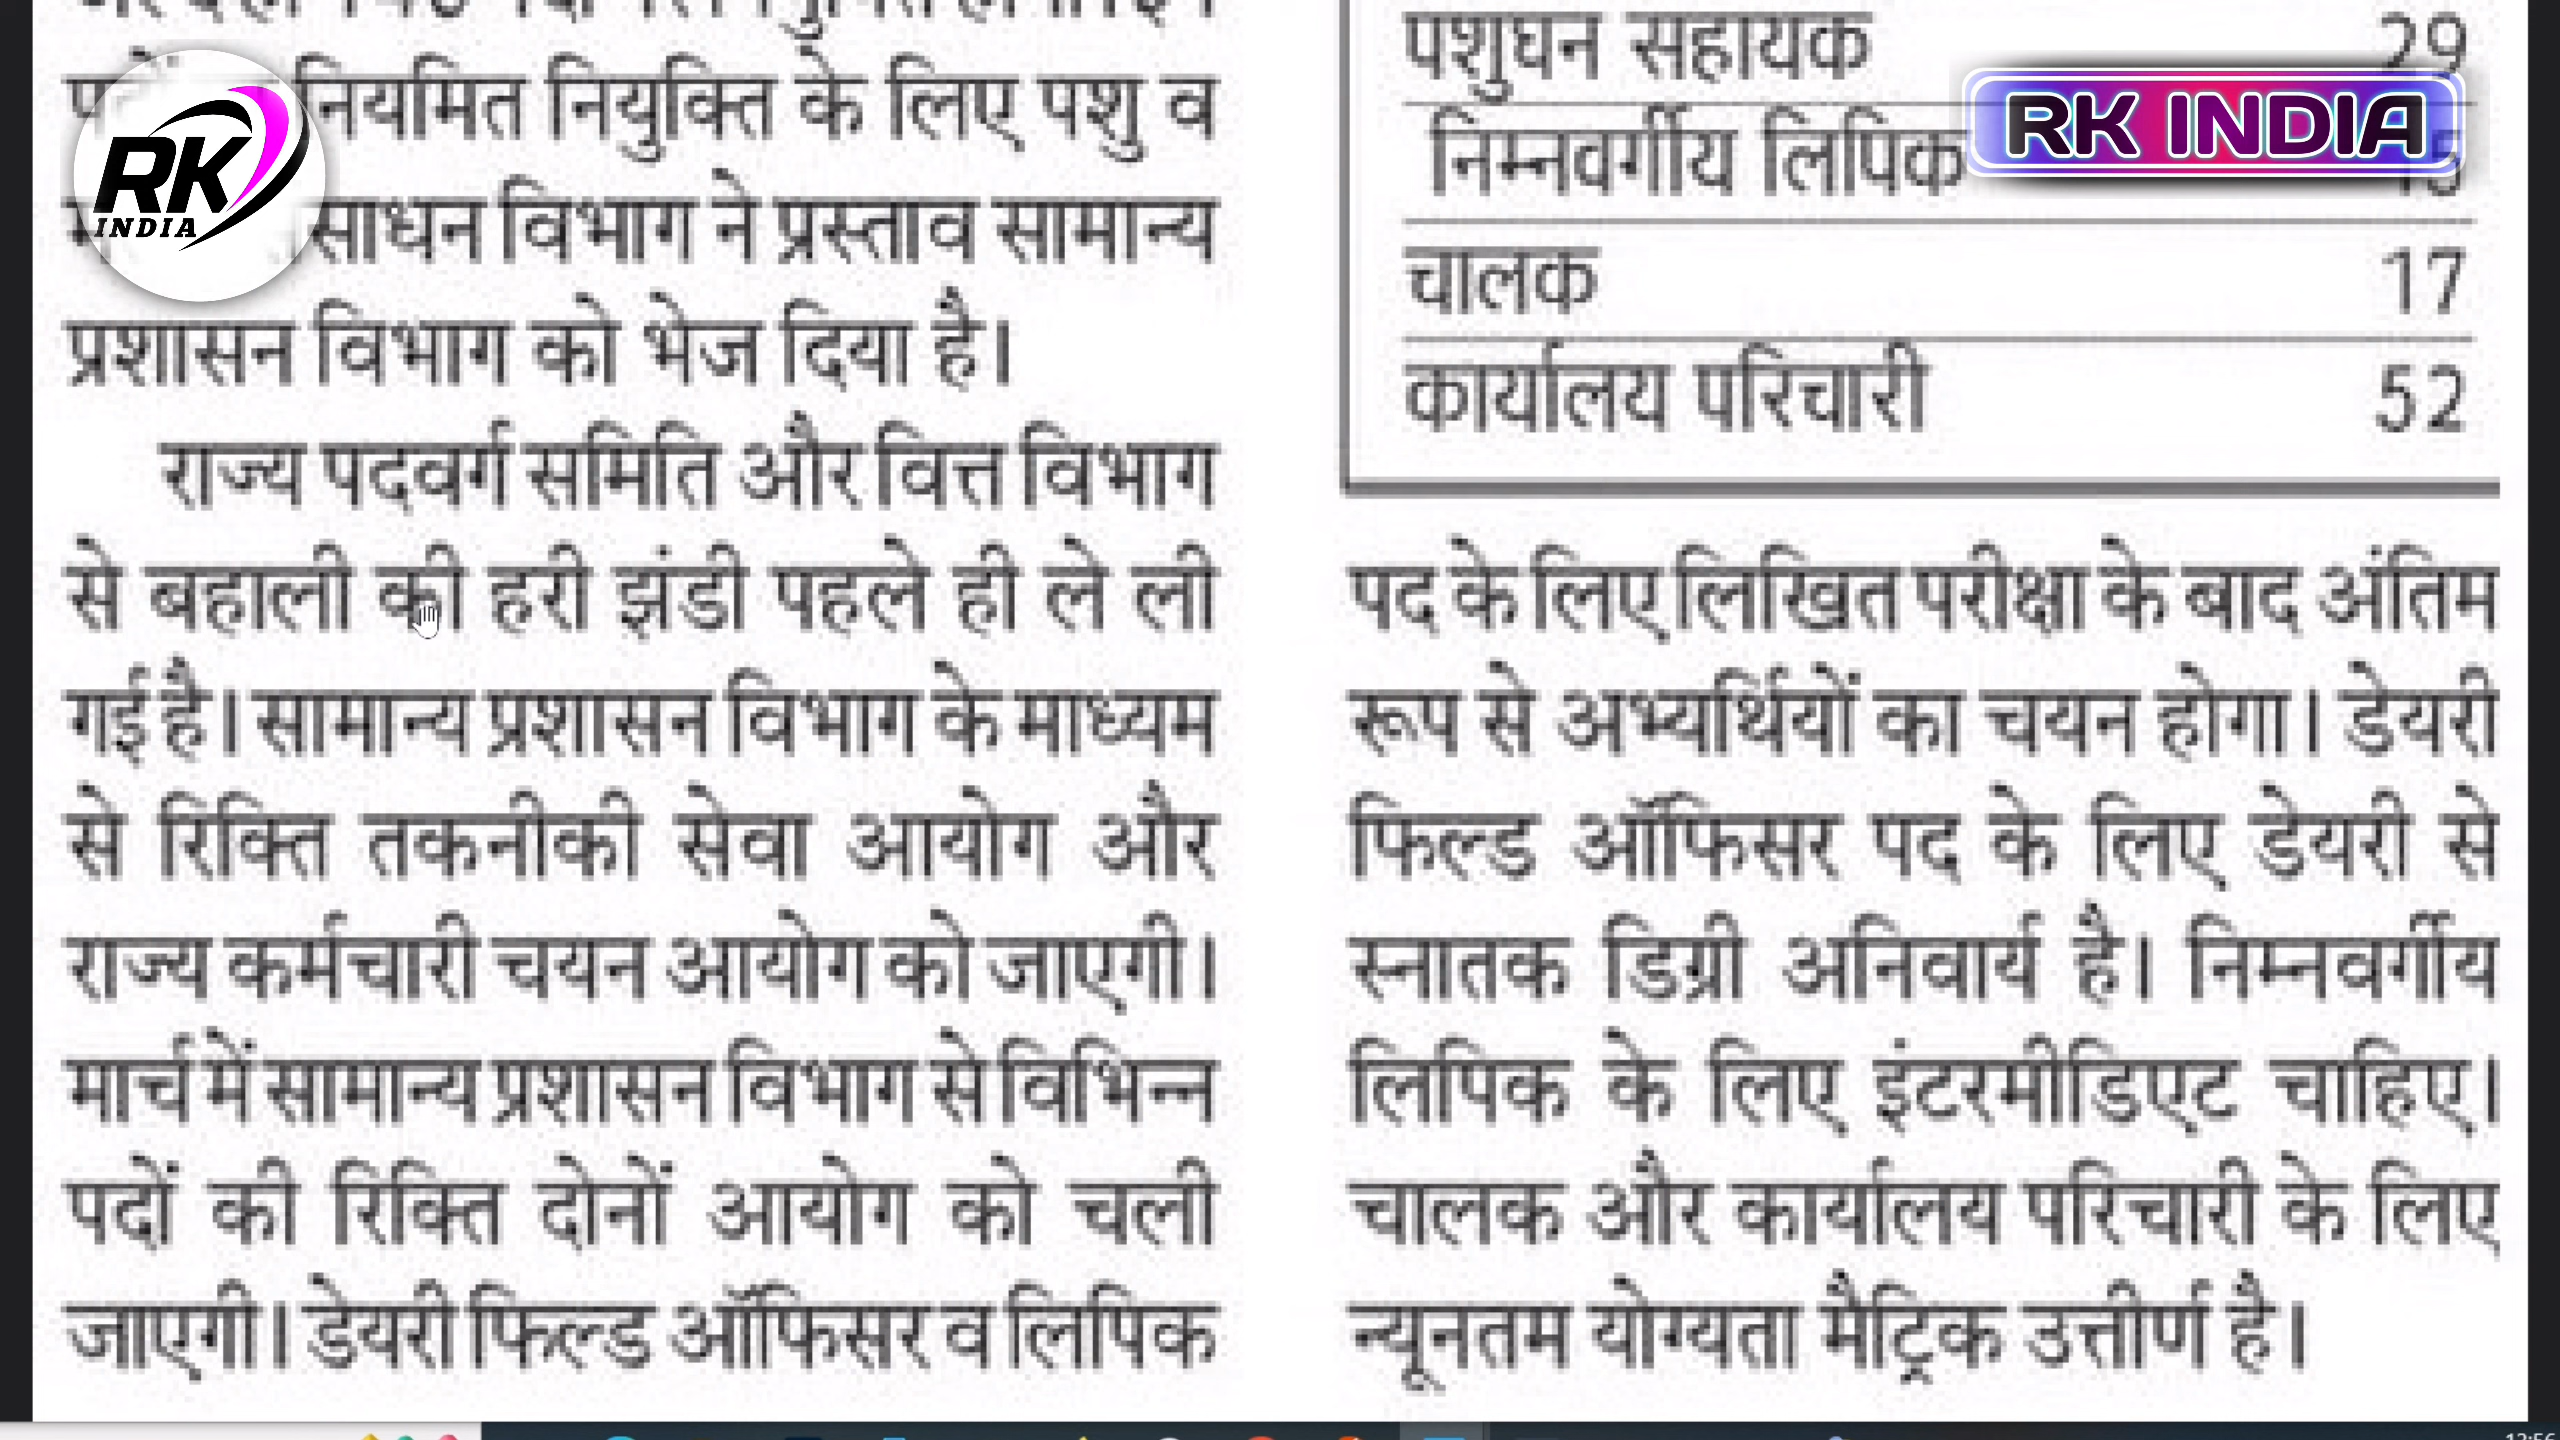 नियमित नियुक्ति के लिए पशु व
साधन विभाग ने प्रस्ताव सामान्य
प्रशासन विभाग को भेज दिया है।
राज्य पदवर्ग समिति और वित्त विभाग
से बहाली की हरी झंडी पहले ही ले ली
गई है। सामान्य प्रशासन विभाग के माध्यम
से रिक्ति तकनीकी सेवा आयोग और
राज्य कर्मचारी चयन आयोग को जाएगी।
मार्च में सामान्य प्रशासन विभाग से विभिन्न
पदों की रिक्ति दोनों आयोग को चली
जाएगी। डेयरी फिल्ड ऑफिसर व लिपिक
पशुधन सहायक 29
निम्नवर्गीय लिपिक
चालक 17
कार्यालय परिचारी 52
पद के लिए लिखित परीक्षा के बाद अंतिम
रूप से अभ्यर्थियों का चयन होगा। डेयरी
फिल्ड ऑफिसर पद के लिए डेयरी से
स्नातक डिग्री अनिवार्य है। निम्नवर्गीय
लिपिक के लिए इंटरमीडिएट चाहिए।
चालक और कार्यालय परिचारी के लिए
न्यूनतम योग्यता मैट्रिक उत्तीर्ण है।
RK
INDIA
RK INDIA